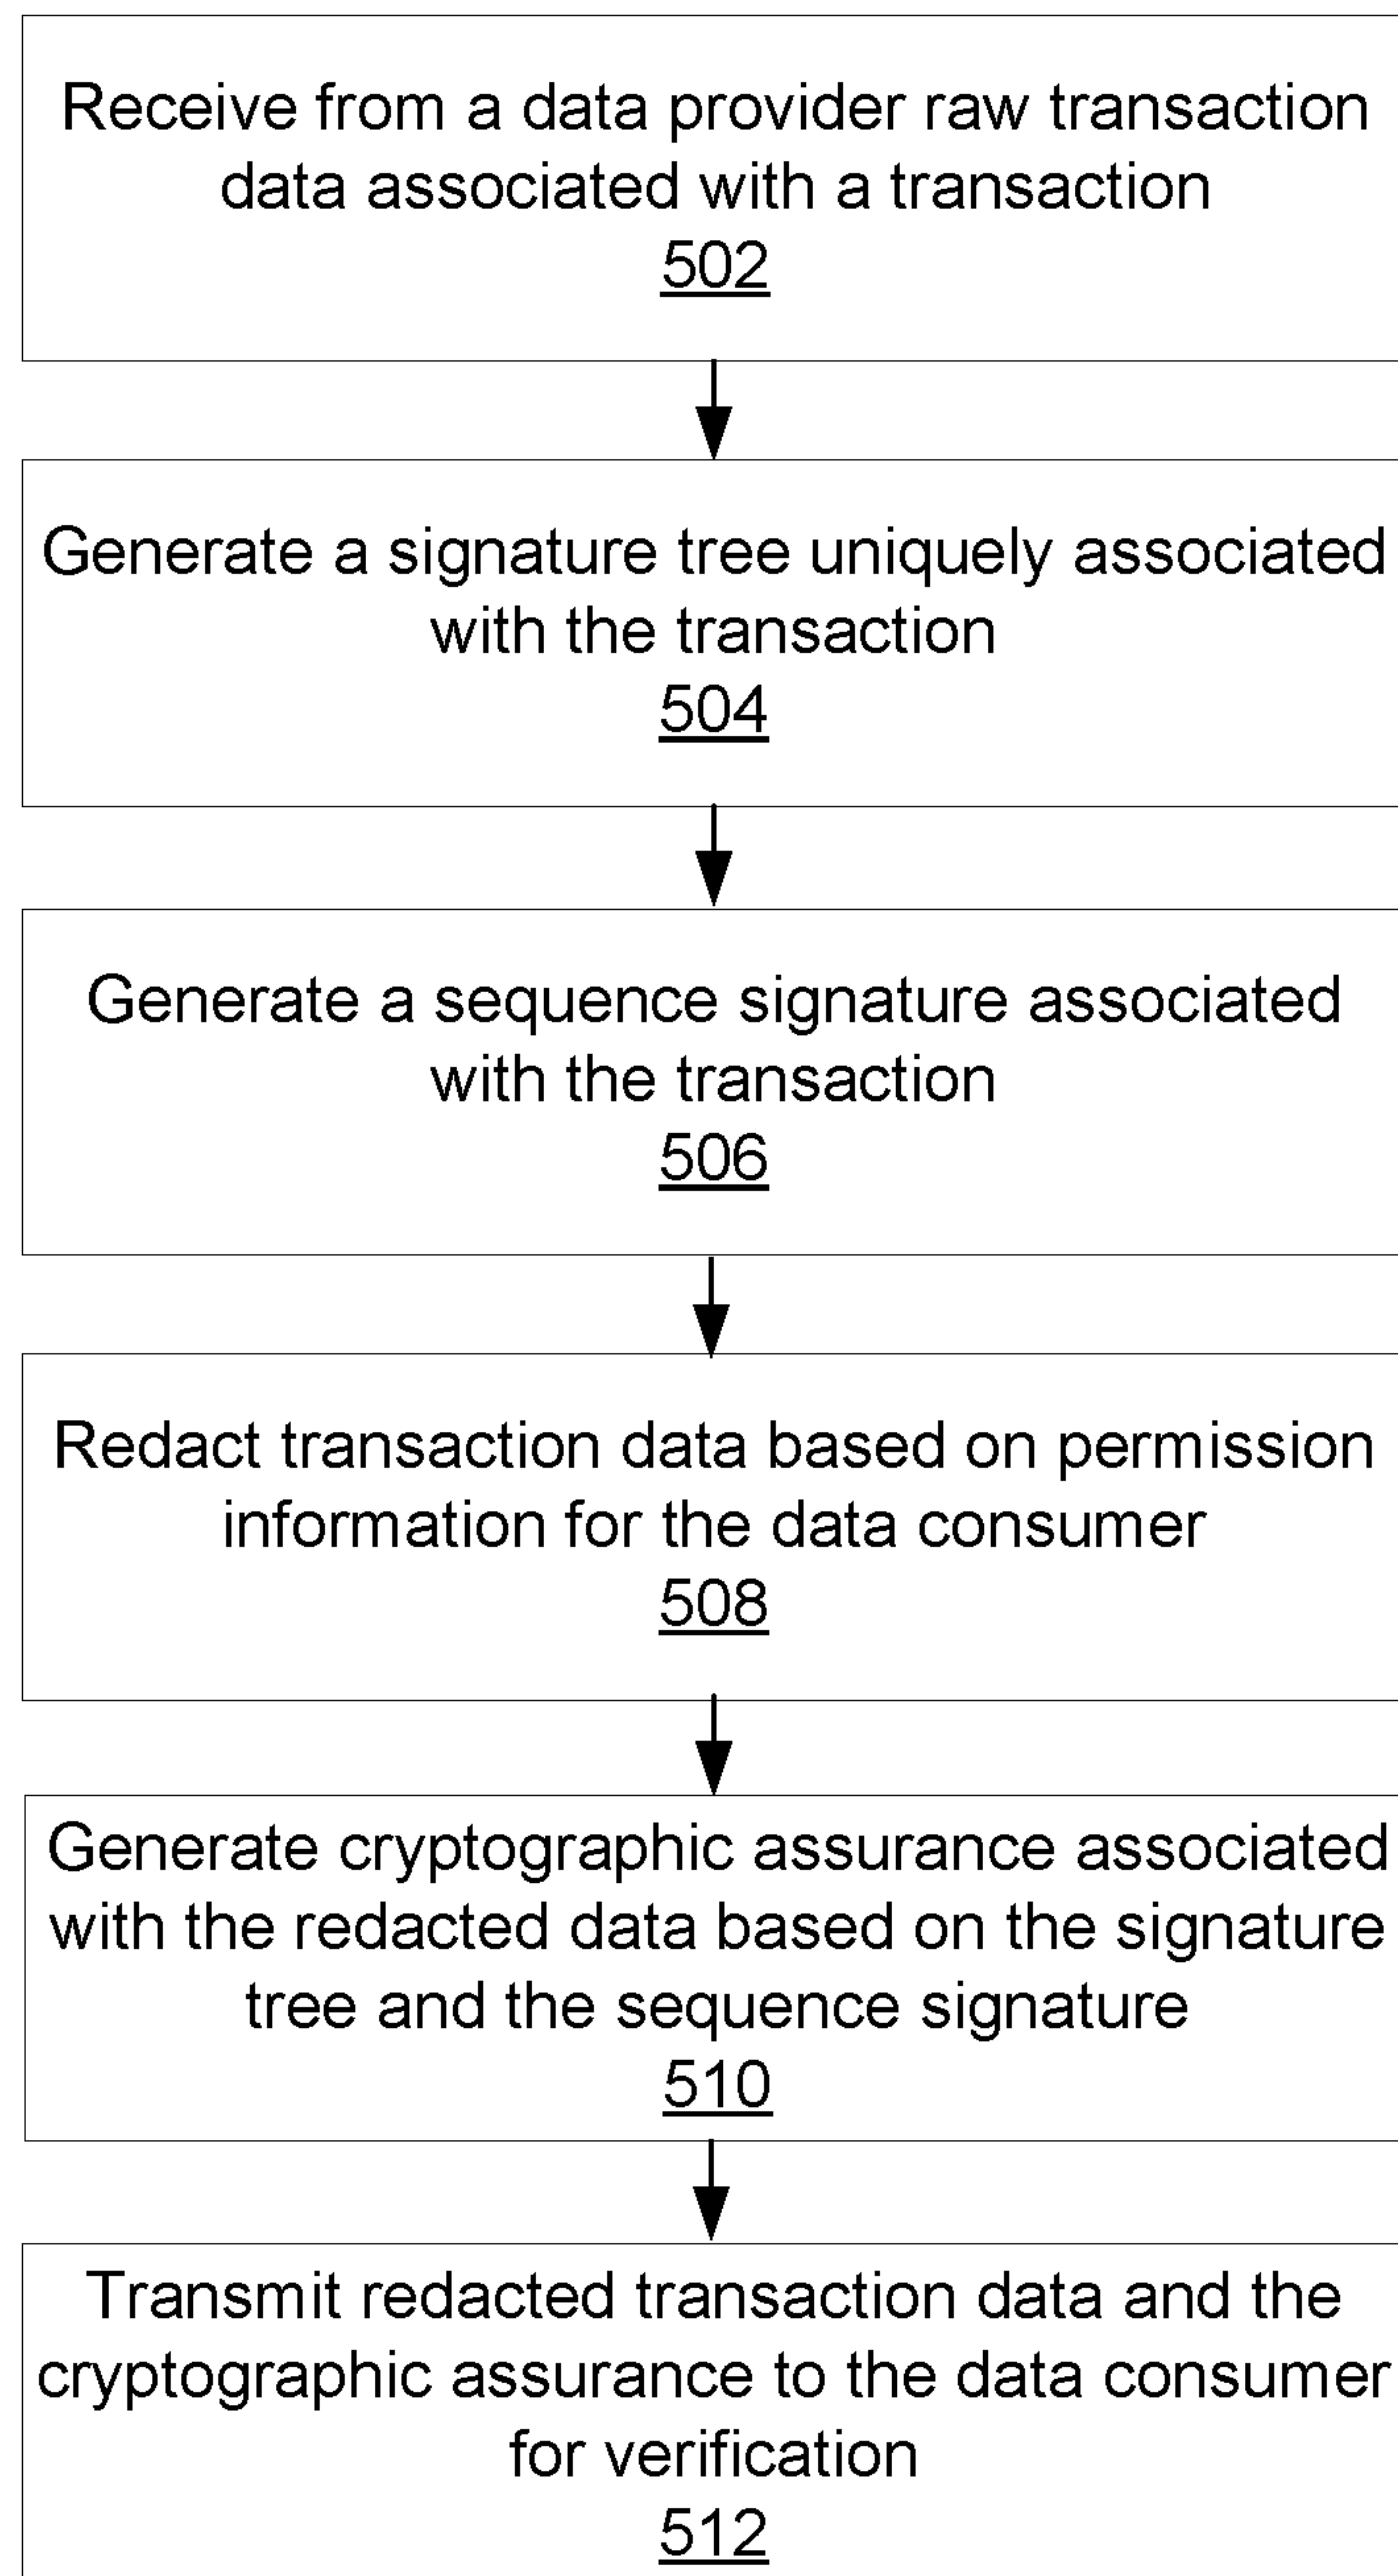 Receive from a data provider raw transaction
data associated with a transaction
502
Generate a signature tree uniquely associated
with the transaction
504
Generate a sequence signature associated
with the transaction
506
Redact transaction data based on permission
information for the data consumer
508
Generate cryptographic assurance associated
with the redacted data based on the signature
tree and the sequence signature
510
Transmit redacted transaction data and the
cryptographic assurance to the data consumer
for verification
512